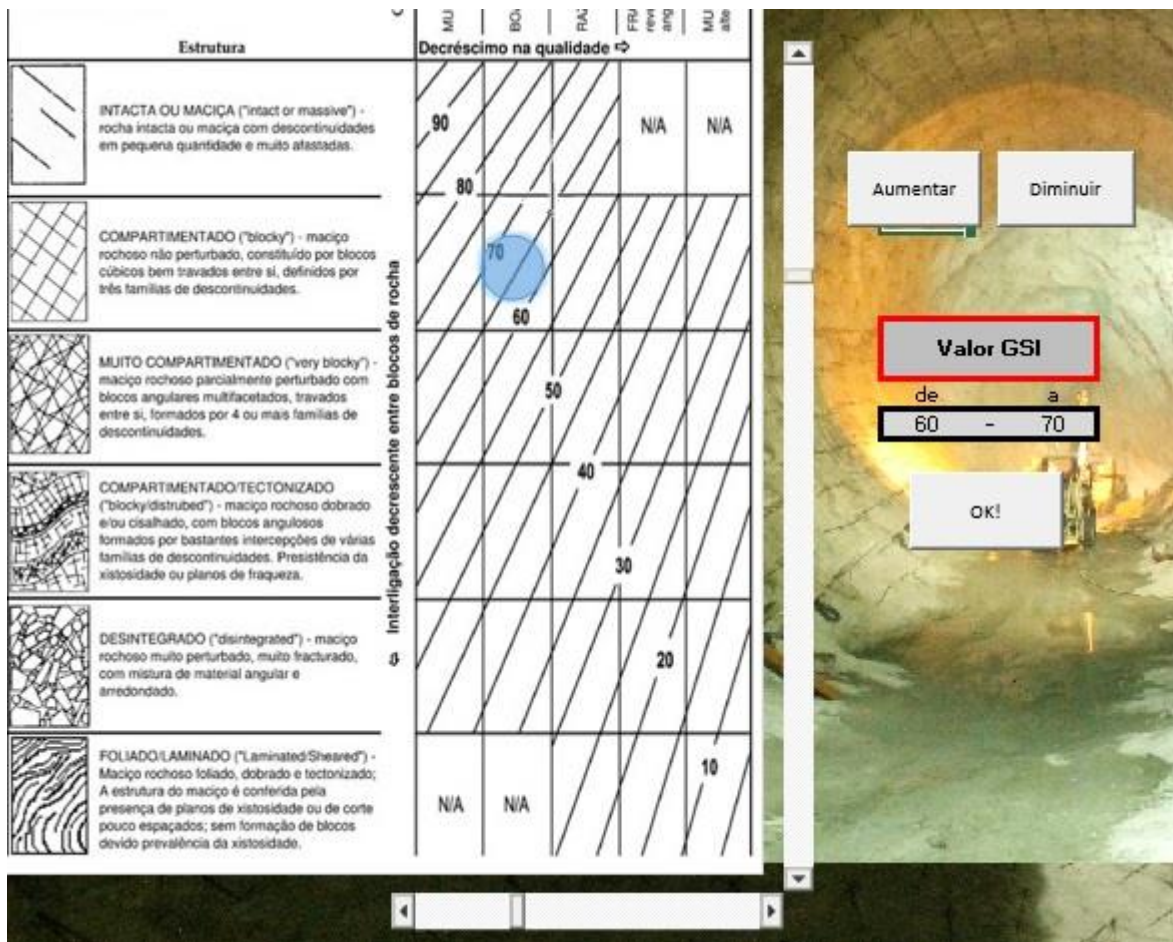 Estrutura
Decréscimo na qualidade ⇨
INTACTA OU MACIÇA ("intact or massive") -
rocha intacta ou maciça com descontinuidades
em pequena quantidade e muito afastadas.
90
N/A
N/A
80
COMPARTIMENTADO ("blocky") - maciço
rochoso não perturbado, constituído por blocos
cúbicos bem travados entre si, definidos por
três famílias de descontinuidades.
70
60
MUITO COMPARTIMENTADO ("very blocky") -
maciço rochoso parcialmente perturbado com
blocos angulares multifacetados, travados
entre si, formados por 4 ou mais famílias de
descontinuidades.
50
40
COMPARTIMENTADO/TECTONIZADO
("blocky/distrubed") - maciço rochoso dobrado
e/ou cisalhado, com blocos angulosos
formados por bastantes intercepções de várias
famílias de descontinuidades. Presistência da
xistosidade ou planos de fraqueza.
30
DESINTEGRADO ("disintegrated") - maciço
rochoso muito perturbado, muito fracturado,
com mistura de material angular e
arredondado.
20
FOLIADO/LAMINADO ("Laminated/Sheared") -
Maciço rochoso foliado, dobrado e tectonizado;
A estrutura do maciço é conferida pela
presença de planos de xistosidade ou de corte
pouco espaçados; sem formação de blocos
devido prevalência da xistosidade.
N/A
N/A
10
Interligação decrescente entre blocos de rocha
Aumentar
Diminuir
Valor GSI
de a
60 - 70
OK!